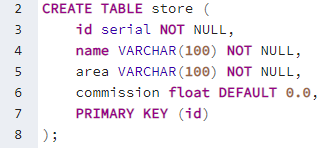 2 CREATE TABLE store (
3 id serial NOT NULL,
4 name VARCHAR(100) NOT NULL,
5 area VARCHAR(100) NOT NULL,
6 commission float DEFAULT 0.0,
7 PRIMARY KEY (id)
8 );